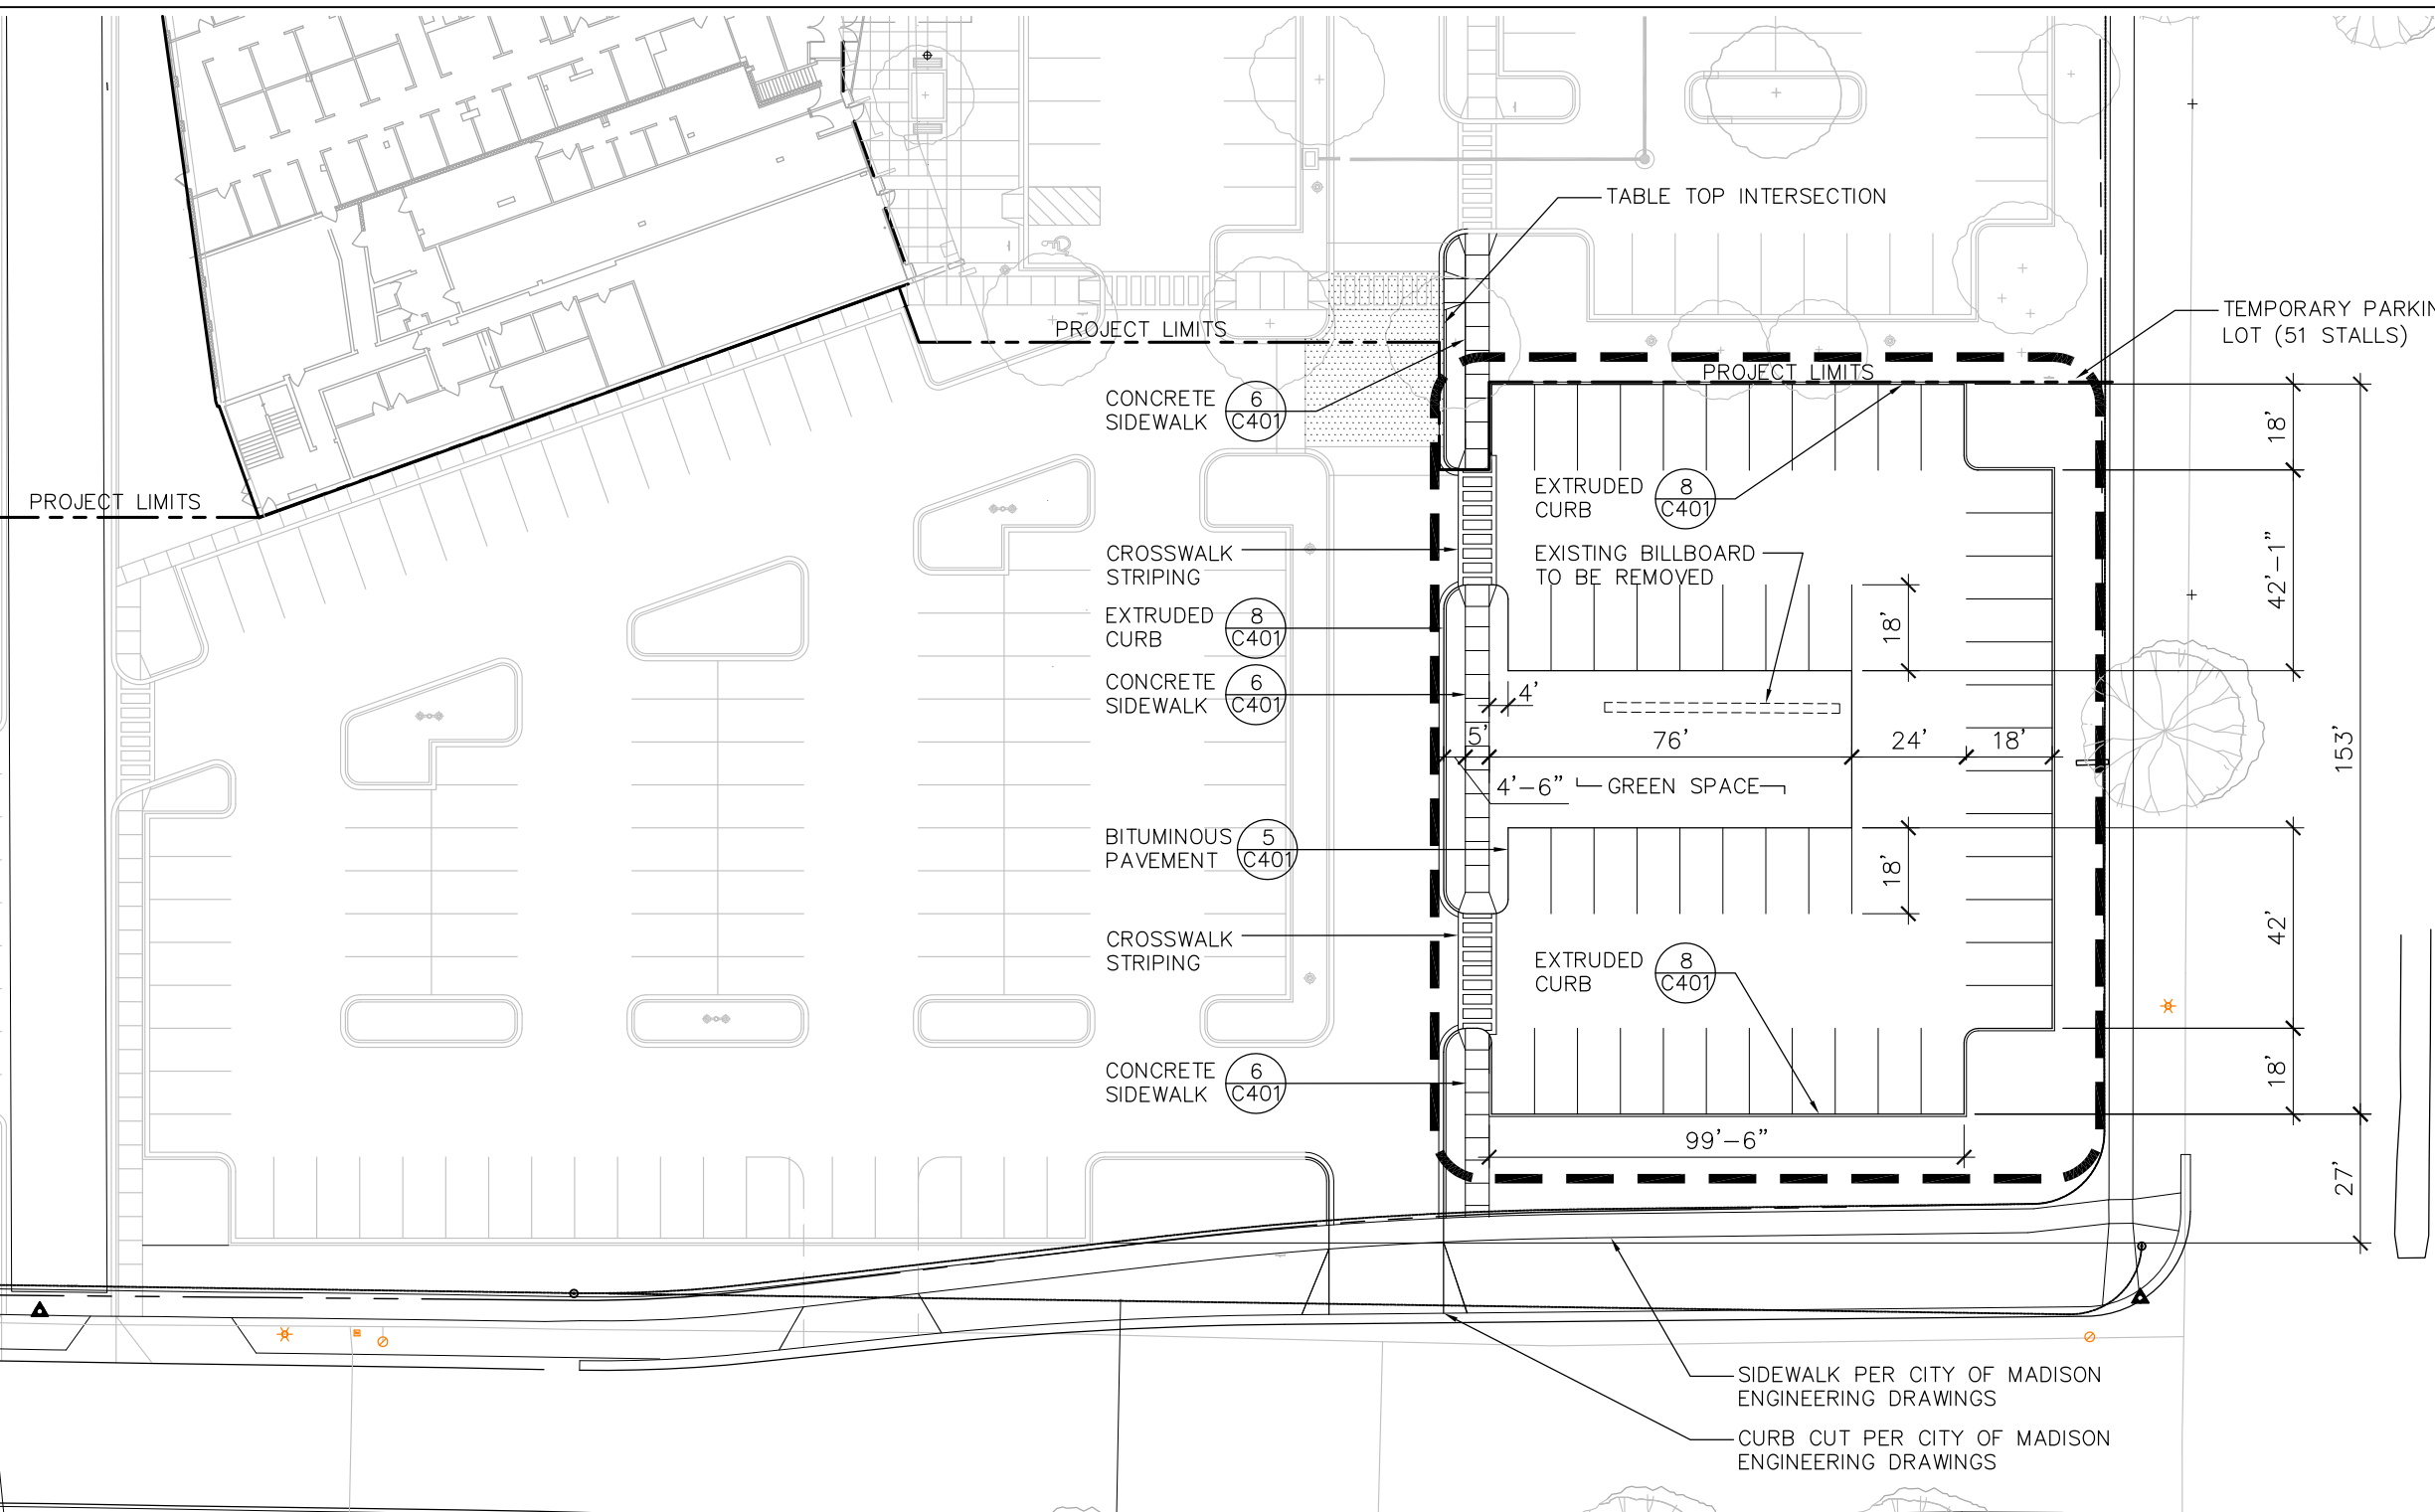 TABLE TOP INTERSECTION
TEMPORARY PARKIN
LOT (51 STALLS)
PROJECT LIMITS
PROJECT LIMITS
PROJECT LIMITS
CONCRETE
SIDEWALK
6
C401
EXTRUDED
CURB
8
C401
CROSSWALK
STRIPING
EXISTING BILLBOARD
TO BE REMOVED
EXTRUDED
CURB
8
C401
CONCRETE
SIDEWALK
6
C401
18'
42'-1"
18'
4'
5'
76'
24'
18'
153'
4'-6"
GREEN SPACE
BITUMINOUS
PAVEMENT
5
C401
18'
42'
CROSSWALK
STRIPING
EXTRUDED
CURB
8
C401
CONCRETE
SIDEWALK
6
C401
18'
99'-6"
27'
SIDEWALK PER CITY OF MADISON
ENGINEERING DRAWINGS
CURB CUT PER CITY OF MADISON
ENGINEERING DRAWINGS